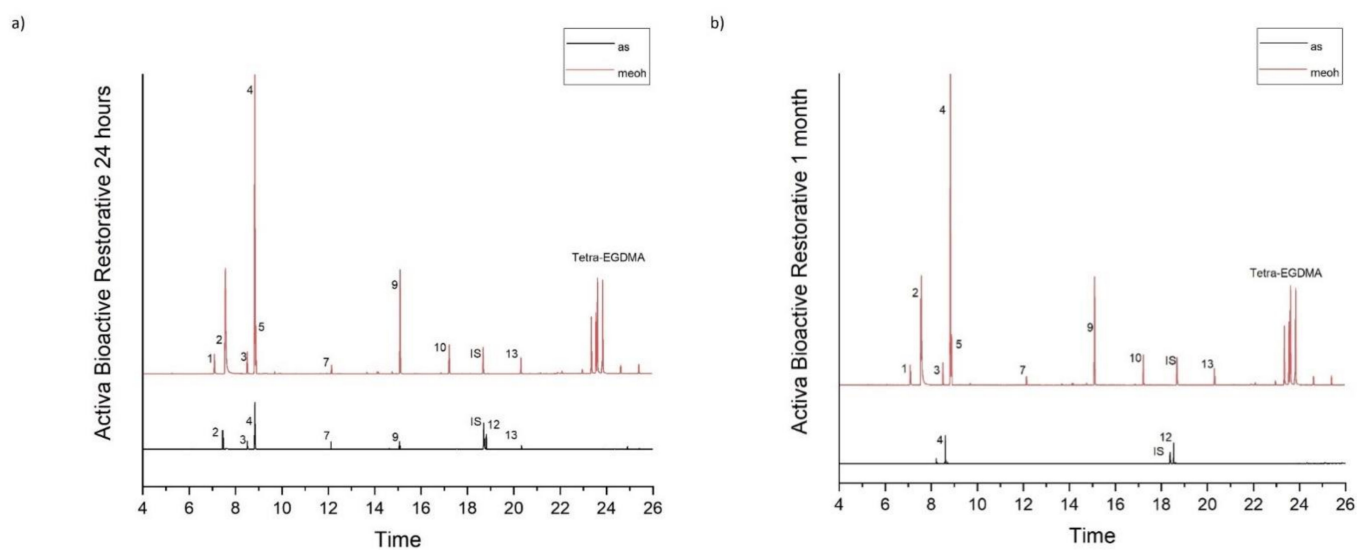 a)
as
meoh
Activa Bioactive Restorative 24 hours
4
Tetra-EGDMA
9
2
5
1
3
7
10
IS
13
4
2
3
7
9
IS
12
13
4 6 8 10 12 14 16 18 20 22 24 26
Time
b)
as
meoh
Activa Bioactive Restorative 1 month
4
Tetra-EGDMA
2
9
5
1
3
7
10
IS
13
4
12
IS
4 6 8 10 12 14 16 18 20 22 24 26
Time